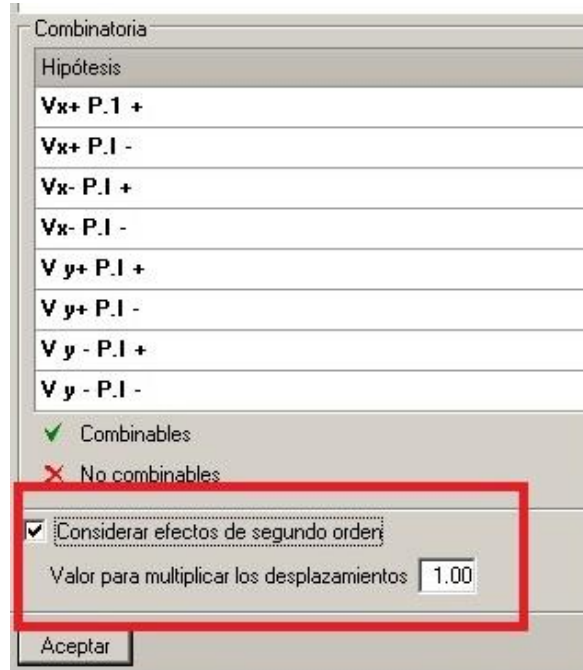 Combinatoria
Hipótesis
Vx+ P.1 +
Vx+ P.I -
Vx- P.I +
Vx- P.I -
V y+ P.I +
V y+ P.I -
V y - P.I +
V y - P.I -
Combinables
No combinables
Considerar efectos de segundo orden
Valor para multiplicar los desplazamientos 1.00
Aceptar